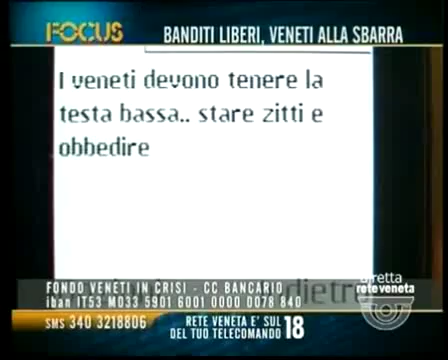 FOCUS
BANDITI LIBERI, VENETI ALLA SBARRA
I veneti devono tenere la
testa bassa.. stare zitti e
obbedire
dietro
FONDO VENETI IN CRISI - CC BANCARIO
iban IT53 M033 5901 6001 0000 0078 840
diretta
reteveneta
SMS 340 3218806
RETE VENETA E' SUL
DEL TUO TELECOMANDO
18